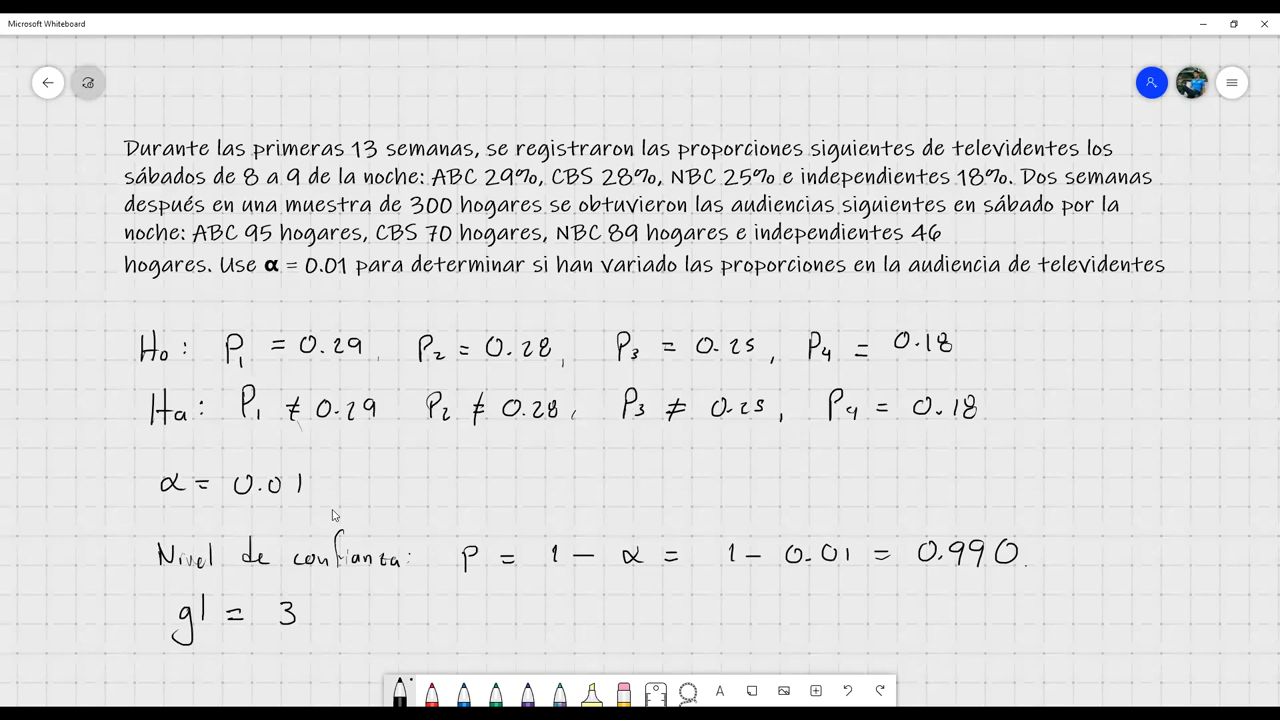 Microsoft Whiteboard
Durante las primeras 13 semanas, se registraron las proporciones siguientes de televidentes los
sábados de 8 a 9 de la noche: ABC 29%, CBS 28%, NBC 25% e independientes 18%. Dos semanas
después en una muestra de 300 hogares se obtuvieron las audiencias siguientes en sábado por la
noche: ABC 95 hogares, CBS 70 hogares, NBC 89 hogares e independientes 46
hogares. Use α = 0.01 para determinar si han variado las proporciones en la audiencia de televidentes
Ho: P₁ = 0.29, P₂ = 0.28, P₃ = 0.25, P₄ = 0.18
Ha: P₁ ≠ 0.29 P₂ ≠ 0.28, P₃ ≠ 0.25, P₄ = 0.18
α = 0.01
Nivel de confianza: P = 1 - α = 1 - 0.01 = 0.990.
gl = 3
A